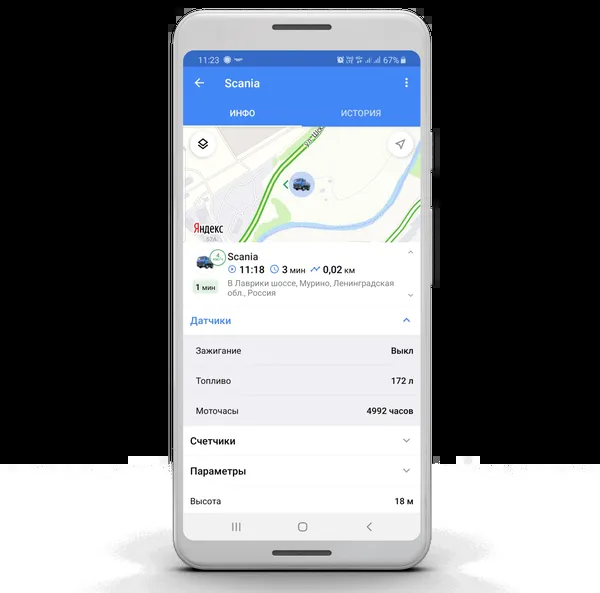 11:23 67%
Scania
ИНФО ИСТОРИЯ
Яндекс
Scania
11:18 3 мин 0,02 км
1 мин
В Лаврики шоссе, Мурино, Ленинградская
обл., Россия
Датчики
Зажигание Выкл
Топливо 172 л
Моточасы 4992 часов
Счетчики
Параметры
Высота 18 м